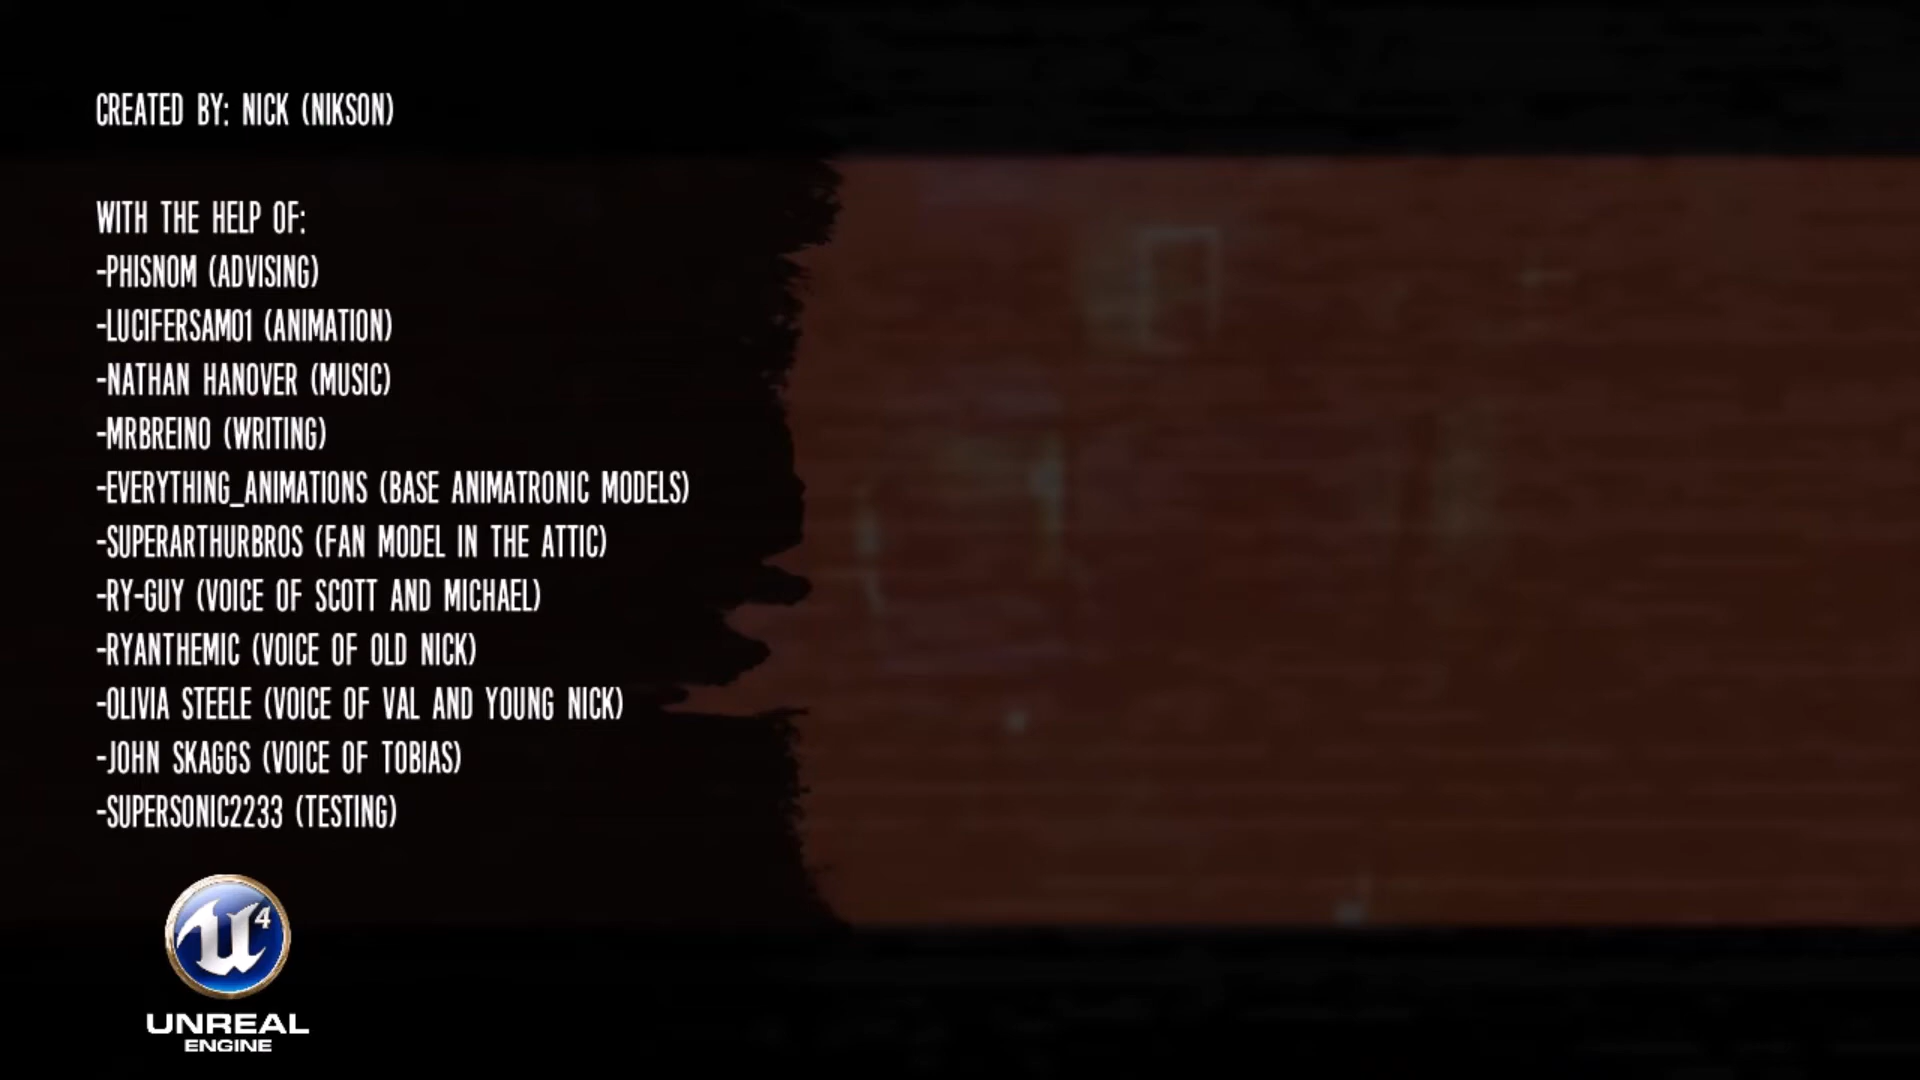 CREATED BY: NICK (NIKSON)
WITH THE HELP OF:
-PHISNOM (ADVISING)
-LUCIFERSAM01 (ANIMATION)
-NATHAN HANOVER (MUSIC)
-MRBREINO (WRITING)
-EVERYTHING_ANIMATIONS (BASE ANIMATRONIC MODELS)
-SUPERARTHURBROS (FAN MODEL IN THE ATTIC)
-RY-GUY (VOICE OF SCOTT AND MICHAEL)
-RYANTHEMIC (VOICE OF OLD NICK)
-OLIVIA STEELE (VOICE OF VAL AND YOUNG NICK)
-JOHN SKAGGS (VOICE OF TOBIAS)
-SUPERSONIC2233 (TESTING)
U4
UNREAL
ENGINE